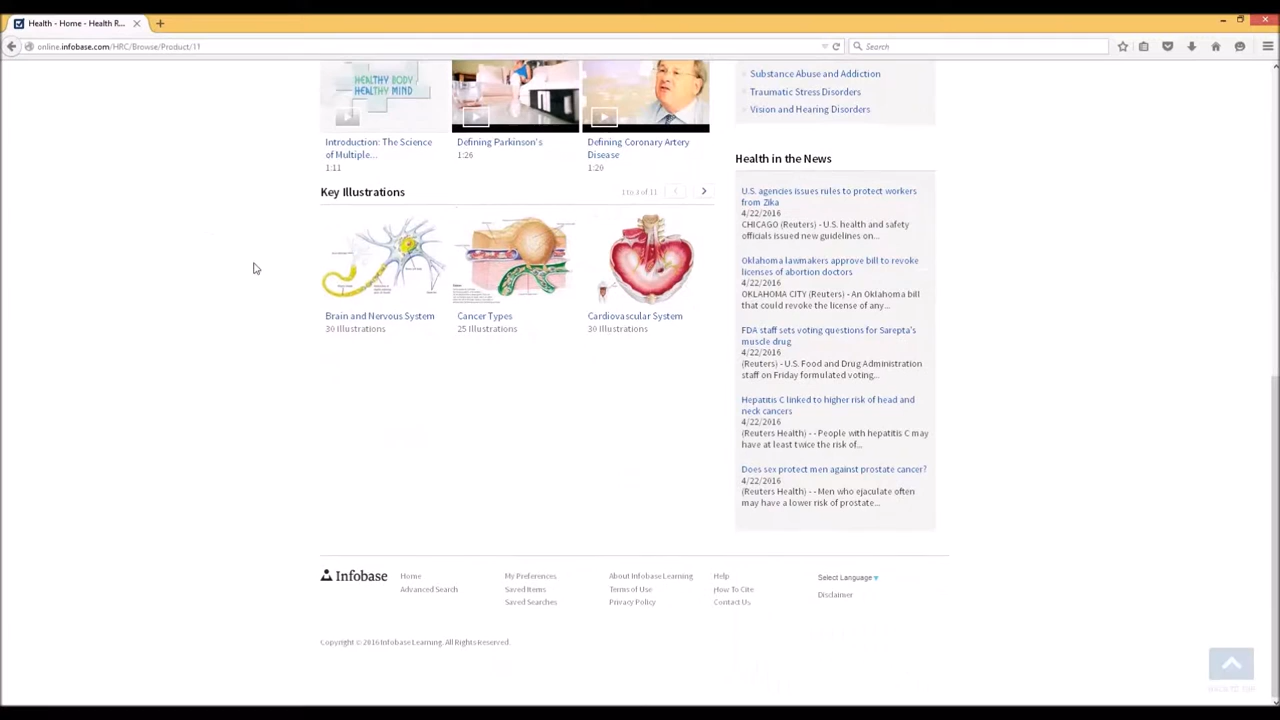 Health - Home - Health R...
online.infobase.com/HRC/Browse/Product/11
Search
HEALTHY BODY
HEALTHY MIND
Introduction: The Science
of Multiple...
1:11
Defining Parkinson's
1:26
Defining Coronary Artery
Disease
1:20
Key Illustrations
Brain and Nervous System
30 Illustrations
Cancer Types
25 Illustrations
Cardiovascular System
30 Illustrations
Substance Abuse and Addiction
Traumatic Stress Disorders
Vision and Hearing Disorders
Health in the News
U.S. agencies issues rules to protect workers
from Zika
4/22/2016
CHICAGO (Reuters) - U.S. health and safety
officials issued new guidelines on...
Oklahoma lawmakers approve bill to revoke
licenses of abortion doctors
4/22/2016
OKLAHOMA CITY (Reuters) - An Oklahoma bill
that could revoke the license of any...
FDA staff sets voting questions for Sarepta's
muscle drug
4/22/2016
(Reuters) - U.S. Food and Drug Administration
staff on Friday formulated voting...
Hepatitis C linked to higher risk of head and
neck cancers
4/22/2016
(Reuters Health) - - People with hepatitis C may
have at least twice the risk of...
Does sex protect men against prostate cancer?
4/22/2016
(Reuters Health) - - Men who ejaculate often
may have a lower risk of prostate...
Infobase
Home
Advanced Search
My Preferences
Saved Items
Saved Searches
About Infobase Learning
Terms of Use
Privacy Policy
Help
How To Cite
Contact Us
Select Language
Disclaimer
Copyright © 2016 Infobase Learning. All Rights Reserved.
BACK TO TOP